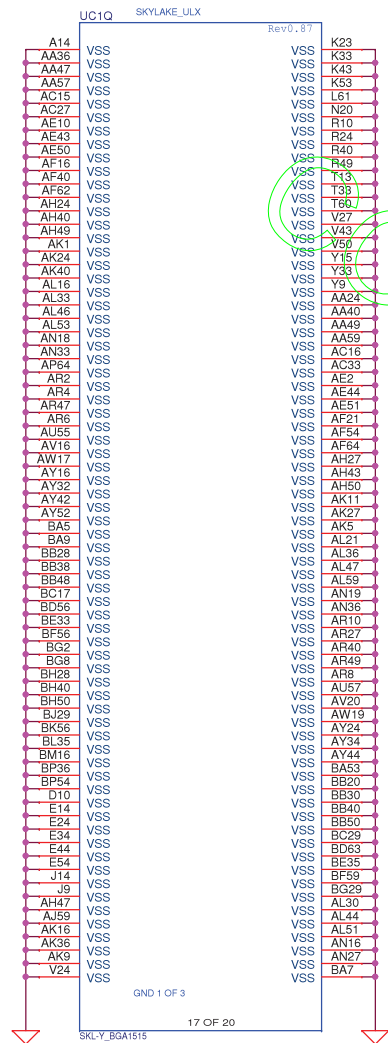 UC1Q SKYLAKE_ULX
Rev0.87
A14 VSS VSS K23
AA36 VSS VSS K33
AA47 VSS VSS K43
AA57 VSS VSS K53
AC15 VSS VSS L61
AC27 VSS VSS N20
AE10 VSS VSS R10
AE43 VSS VSS R24
AE50 VSS VSS R40
AF16 VSS VSS R49
AF40 VSS VSS T13
AF62 VSS VSS T33
AH24 VSS VSS T60
AH40 VSS VSS V27
AH49 VSS VSS V43
AK1 VSS VSS V50
AK24 VSS VSS Y15
AK40 VSS VSS Y33
AL16 VSS VSS Y9
AL33 VSS VSS AA24
AL46 VSS VSS AA40
AL53 VSS VSS AA49
AN18 VSS VSS AA59
AN33 VSS VSS AC16
AP64 VSS VSS AC33
AR2 VSS VSS AE2
AR4 VSS VSS AE44
AR47 VSS VSS AE51
AR6 VSS VSS AF21
AU55 VSS VSS AF54
AV16 VSS VSS AF64
AW17 VSS VSS AH27
AY16 VSS VSS AH43
AY32 VSS VSS AH50
AY42 VSS VSS AK11
AY52 VSS VSS AK27
BA5 VSS VSS AK5
BA9 VSS VSS AL21
BB28 VSS VSS AL36
BB38 VSS VSS AL47
BB48 VSS VSS AL59
BC17 VSS VSS AN19
BD56 VSS VSS AN36
BE33 VSS VSS AR10
BF56 VSS VSS AR27
BG2 VSS VSS AR40
BG8 VSS VSS AR49
BH28 VSS VSS AR8
BH40 VSS VSS AU57
BH50 VSS VSS AV20
BJ29 VSS VSS AW19
BK56 VSS VSS AY24
BL35 VSS VSS AY34
BM16 VSS VSS AY44
BP36 VSS VSS BA53
BP54 VSS VSS BB20
D10 VSS VSS BB30
E14 VSS VSS BB40
E24 VSS VSS BB50
E34 VSS VSS BC29
E44 VSS VSS BD63
E54 VSS VSS BE35
J14 VSS VSS BF59
J9 VSS VSS BG29
AH47 VSS VSS AL30
AJ59 VSS VSS AL44
AK16 VSS VSS AL51
AK36 VSS VSS AN16
AK9 VSS VSS AN27
V24 VSS VSS BA7
GND 1 OF 3
17 OF 20
SKL-Y_BGA1515